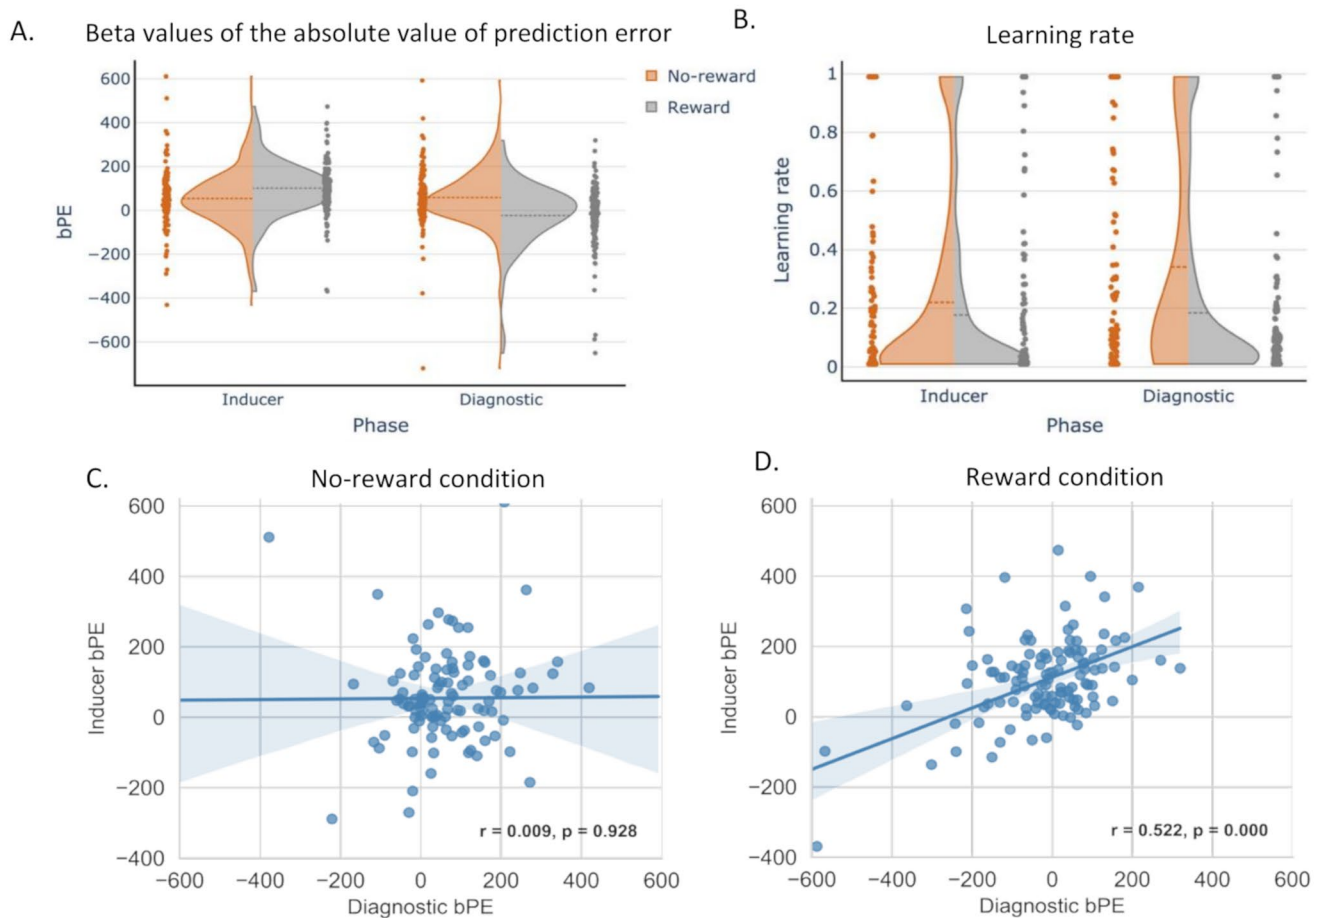 A.
Beta values of the absolute value of prediction error
600
400
200
0
−200
−400
−600
bPE
Inducer
Diagnostic
Phase
No-reward
Reward
B.
Learning rate
1
0.8
0.6
0.4
0.2
0
Learning rate
Inducer
Diagnostic
Phase
C.
No-reward condition
600
400
200
0
−200
−400
Inducer bPE
r = 0.009, p = 0.928
−600 −400 −200 0 200 400 600
Diagnostic bPE
D.
Reward condition
600
400
200
0
−200
−400
Inducer bPE
r = 0.522, p = 0.000
−600 −400 −200 0 200 400 600
Diagnostic bPE